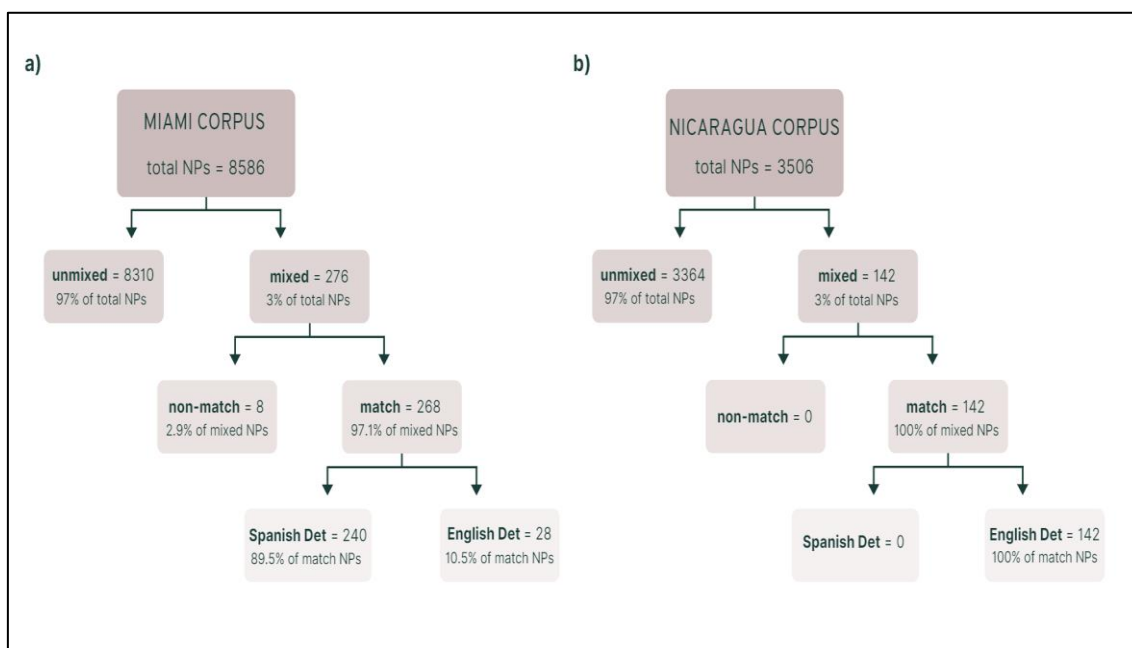 a)
MIAMI CORPUS
total NPs = 8586
unmixed = 8310
97% of total NPs
mixed = 276
3% of total NPs
non-match = 8
2.9% of mixed NPs
match = 268
97.1% of mixed NPs
Spanish Det = 240
89.5% of match NPs
English Det = 28
10.5% of match NPs
b)
NICARAGUA CORPUS
total NPs = 3506
unmixed = 3364
97% of total NPs
mixed = 142
3% of total NPs
non-match = 0
match = 142
100% of mixed NPs
Spanish Det = 0
English Det = 142
100% of match NPs